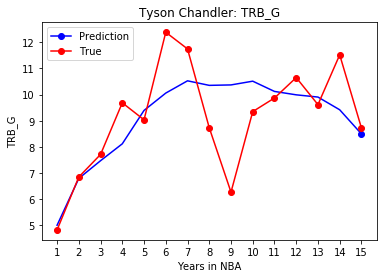 Tyson Chandler: TRB_G
Prediction
True
TRB_G
12
11
10
9
8
7
6
5
1 2 3 4 5 6 7 8 9 10 11 12 13 14 15
Years in NBA